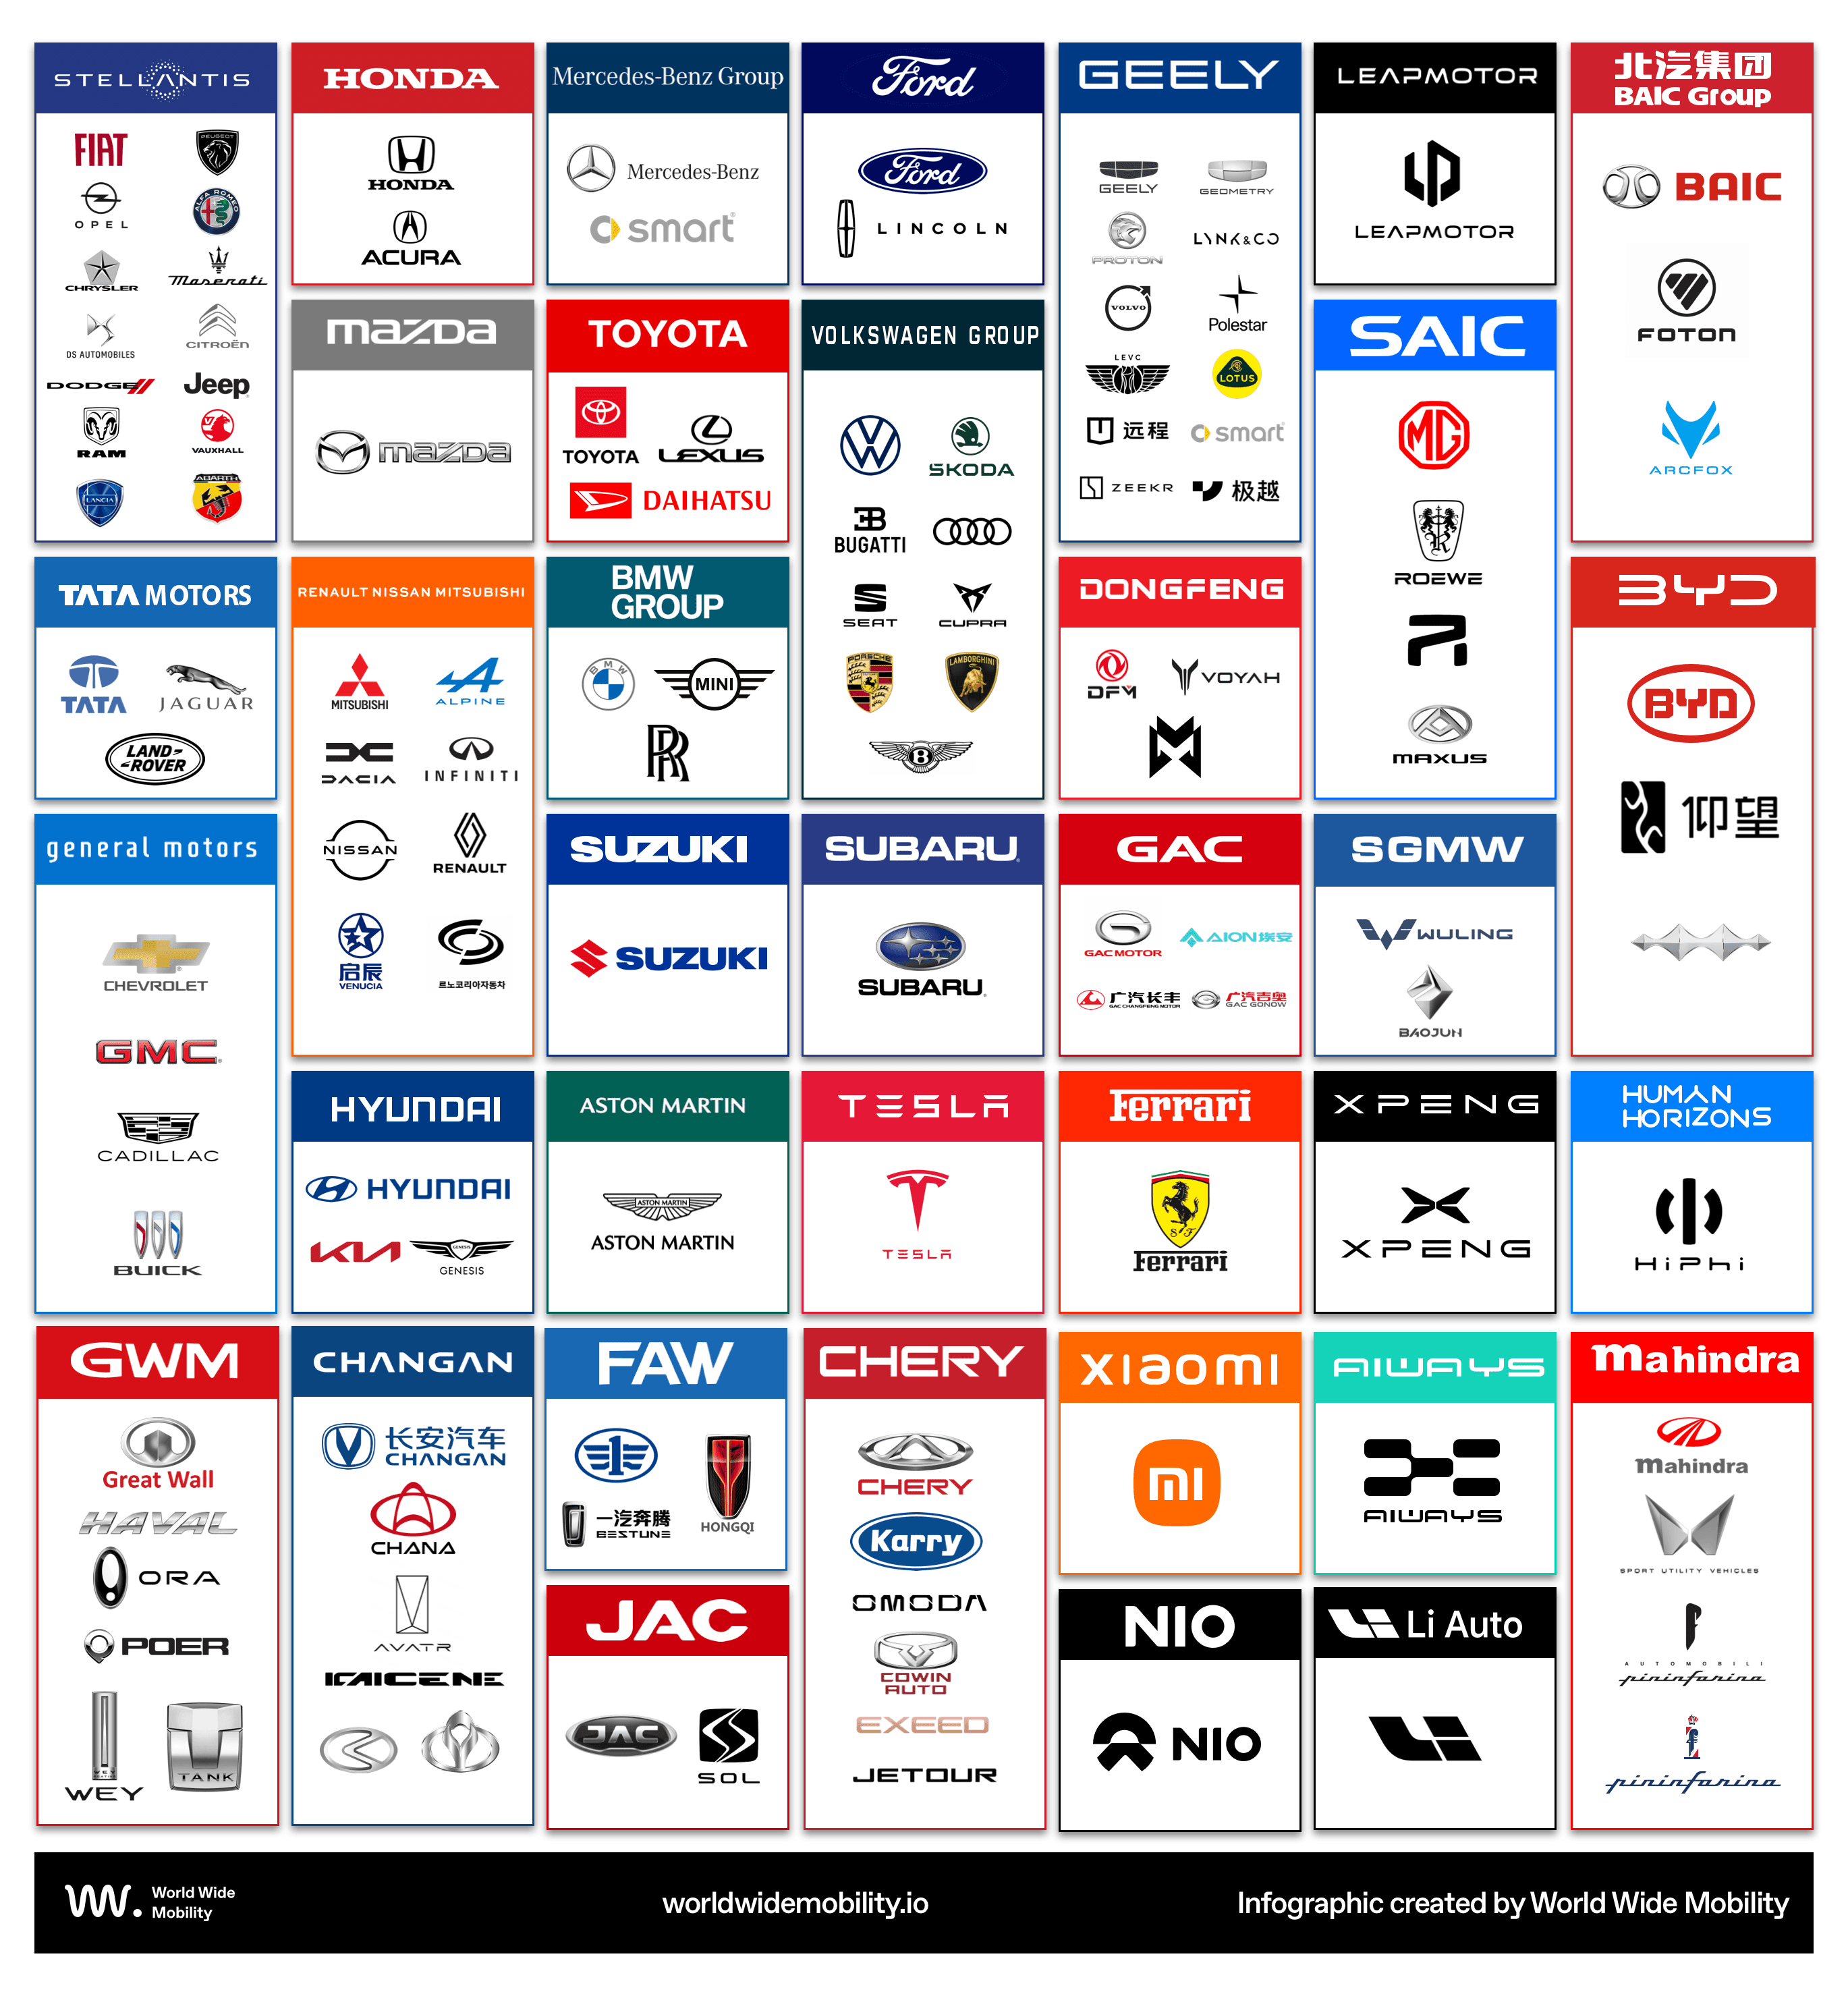 STELLANTIS
FIAT
PEUGEOT
OPEL
ALFA ROMEO
CHRYSLER
Maserati
DS AUTOMOBILES
CITROËN
DODGE
Jeep
RAM
VAUXHALL
LANCIA
ABARTH
HONDA
HONDA
ACURA
Mercedes-Benz Group
Mercedes-Benz
smart
Ford
Ford
LINCOLN
GEELY
GEELY
GEOMETRY
PROTON
LYNK&CO
VOLVO
Polestar
LEVC
LOTUS
远程
smart
ZEEKR
极越
LEAPMOTOR
LEAPMOTOR
北汽集团
BAIC Group
BAIC
FOTON
ARCFOX
mazda
mazda
TOYOTA
TOYOTA
LEXUS
DAIHATSU
VOLKSWAGEN GROUP
ŠKODA
BUGATTI
SEAT
CUPRA
PORSCHE
LAMBORGHINI
B
SAIC
MG
ROEWE
R
MAXUS
TATA MOTORS
TATA
JAGUAR
LAND
ROVER
RENAULT NISSAN MITSUBISHI
MITSUBISHI
ALPINE
DACIA
INFINITI
NISSAN
RENAULT
启辰
VENUCIA
르노코리아자동차
BMW
GROUP
BMW
MINI
RR
DONGFENG
DFM
VOYAH
BYD
BYD
仰望
general motors
CHEVROLET
GMC
CADILLAC
BUICK
SUZUKI
SUZUKI
SUBARU
SUBARU
GAC
GAC MOTOR
AION埃安
广汽长丰
GAC CHANGFENG MOTOR
广汽吉奥
GAC GONOW
SGMW
WULING
BAOJUN
HYUNDAI
HYUNDAI
KIA
GENESIS
GENESIS
ASTON MARTIN
ASTON MARTIN
ASTON MARTIN
TESLA
TESLA
Ferrari
S F
Ferrari
XPENG
XPENG
HUMAN
HORIZONS
HiPhi
GWM
Great Wall
HAVAL
ORA
POER
WEY
WEY
TANK
CHANGAN
长安汽车
CHANGAN
CHANA
AVATR
KAICENE
FAW
一汽奔腾
BESTUNE
HONGQI
JAC
JAC
SOL
CHERY
CHERY
Karry
OMODA
COWIN
AUTO
EXEED
JETOUR
xiaomi
mi
AIWAYS
AIWAYS
mahindra
mahindra
SPORT UTILITY VEHICLES
AUTOMOBILI
pininfarina
f
pininfarina
NIO
NIO
Li Auto
World Wide
Mobility
worldwidemobility.io
Infographic created by World Wide Mobility